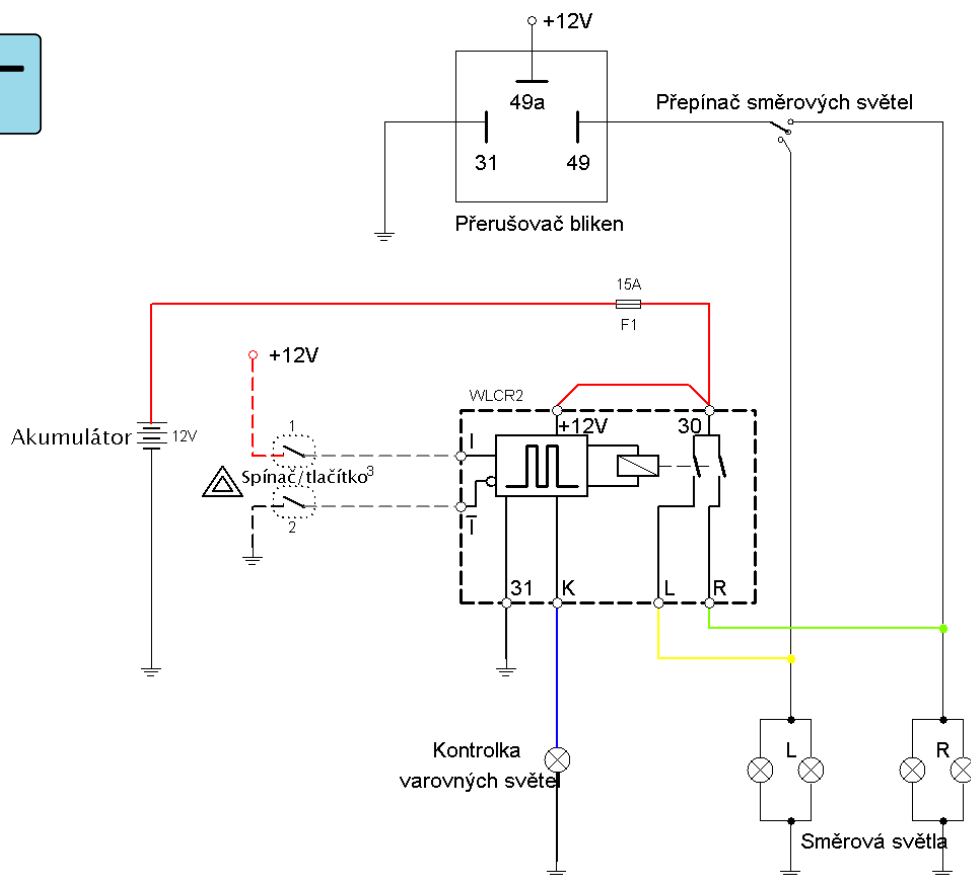 +12V
49a
31
49
Přepínač směrových světel
Přerušovač bliken
15A
F1
+12V
WLCR2
+12V
30
Akumulátor
12V
1
I
Spínač/tlačítko³
2
I
31
K
L
R
Kontrolka
varovných světel
L
R
Směrová světla